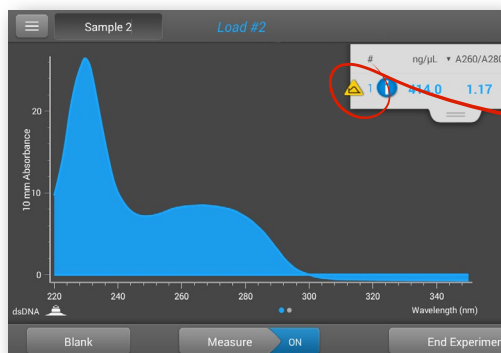 Sample 2
Load #2
# ng/µL A260/A280
1 414.0 1.17
10 mm Absorbance
20
10
0
220 240 260 280 300 320 340
dsDNA
Wavelength (nm)
Blank
Measure
ON
End Experimen